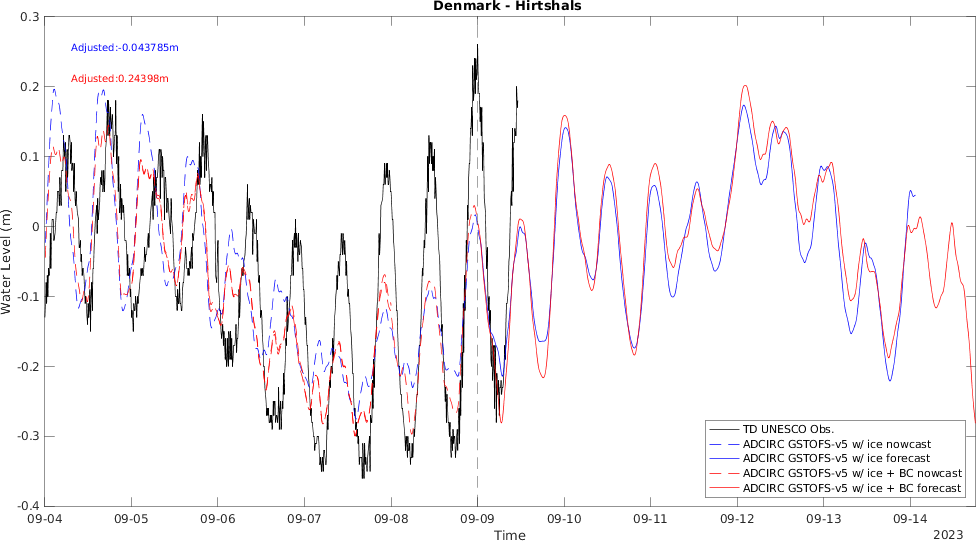 Denmark - Hirtshals
0.3
Adjusted:-0.043785m
Adjusted:0.24398m
0.2
0.1
0
-0.1
-0.2
-0.3
-0.4
Water Level (m)
TD UNESCO Obs.
ADCIRC GSTOFS-v5 w/ ice nowcast
ADCIRC GSTOFS-v5 w/ ice forecast
ADCIRC GSTOFS-v5 w/ ice + BC nowcast
ADCIRC GSTOFS-v5 w/ ice + BC forecast
09-04 09-05 09-06 09-07 09-08 09-09 09-10 09-11 09-12 09-13 09-14
Time
2023